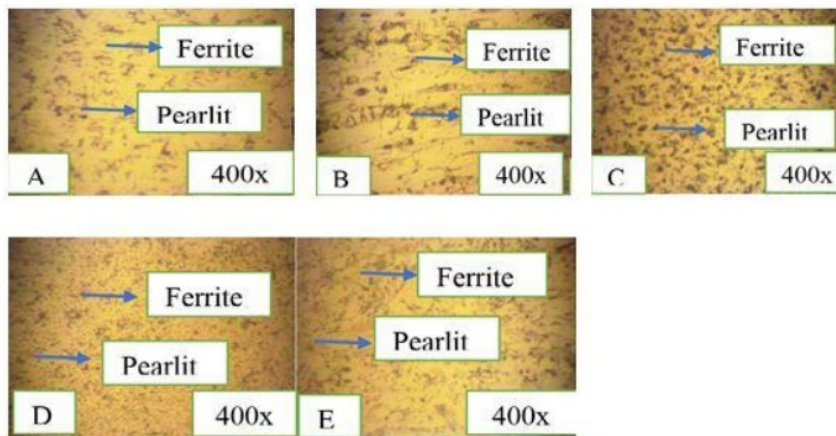 Ferrite
Pearlit
A
400x
Ferrite
Pearlit
B
400x
Ferrite
Pearlit
C
400x
Ferrite
Pearlit
D
400x
Ferrite
Pearlit
E
400x